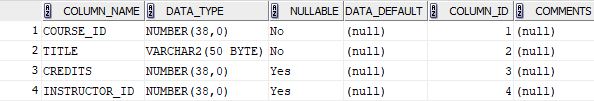 COLUMN_NAME DATA_TYPE NULLABLE DATA_DEFAULT COLUMN_ID COMMENTS
1 COURSE_ID NUMBER(38,0) No (null) 1 (null)
2 TITLE VARCHAR2(50 BYTE) No (null) 2 (null)
3 CREDITS NUMBER(38,0) Yes (null) 3 (null)
4 INSTRUCTOR_ID NUMBER(38,0) Yes (null) 4 (null)